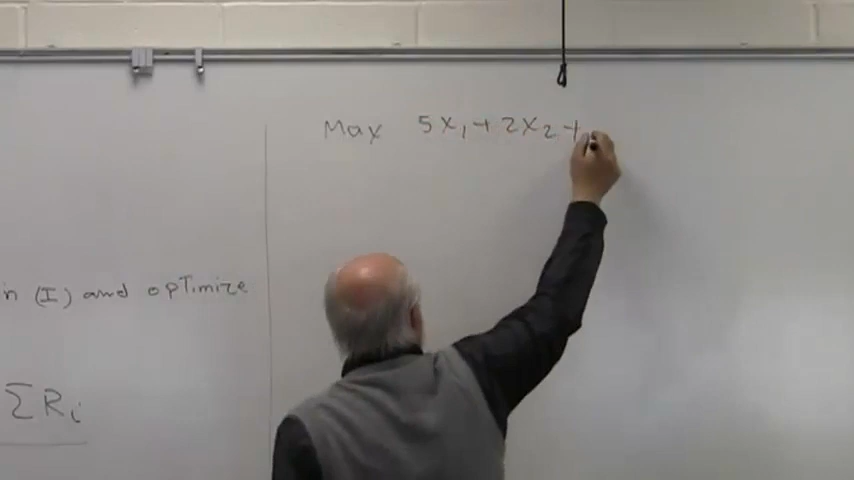 Max 5x₁ + 2x₂ +
n (I) and optimize
ΣRᵢ